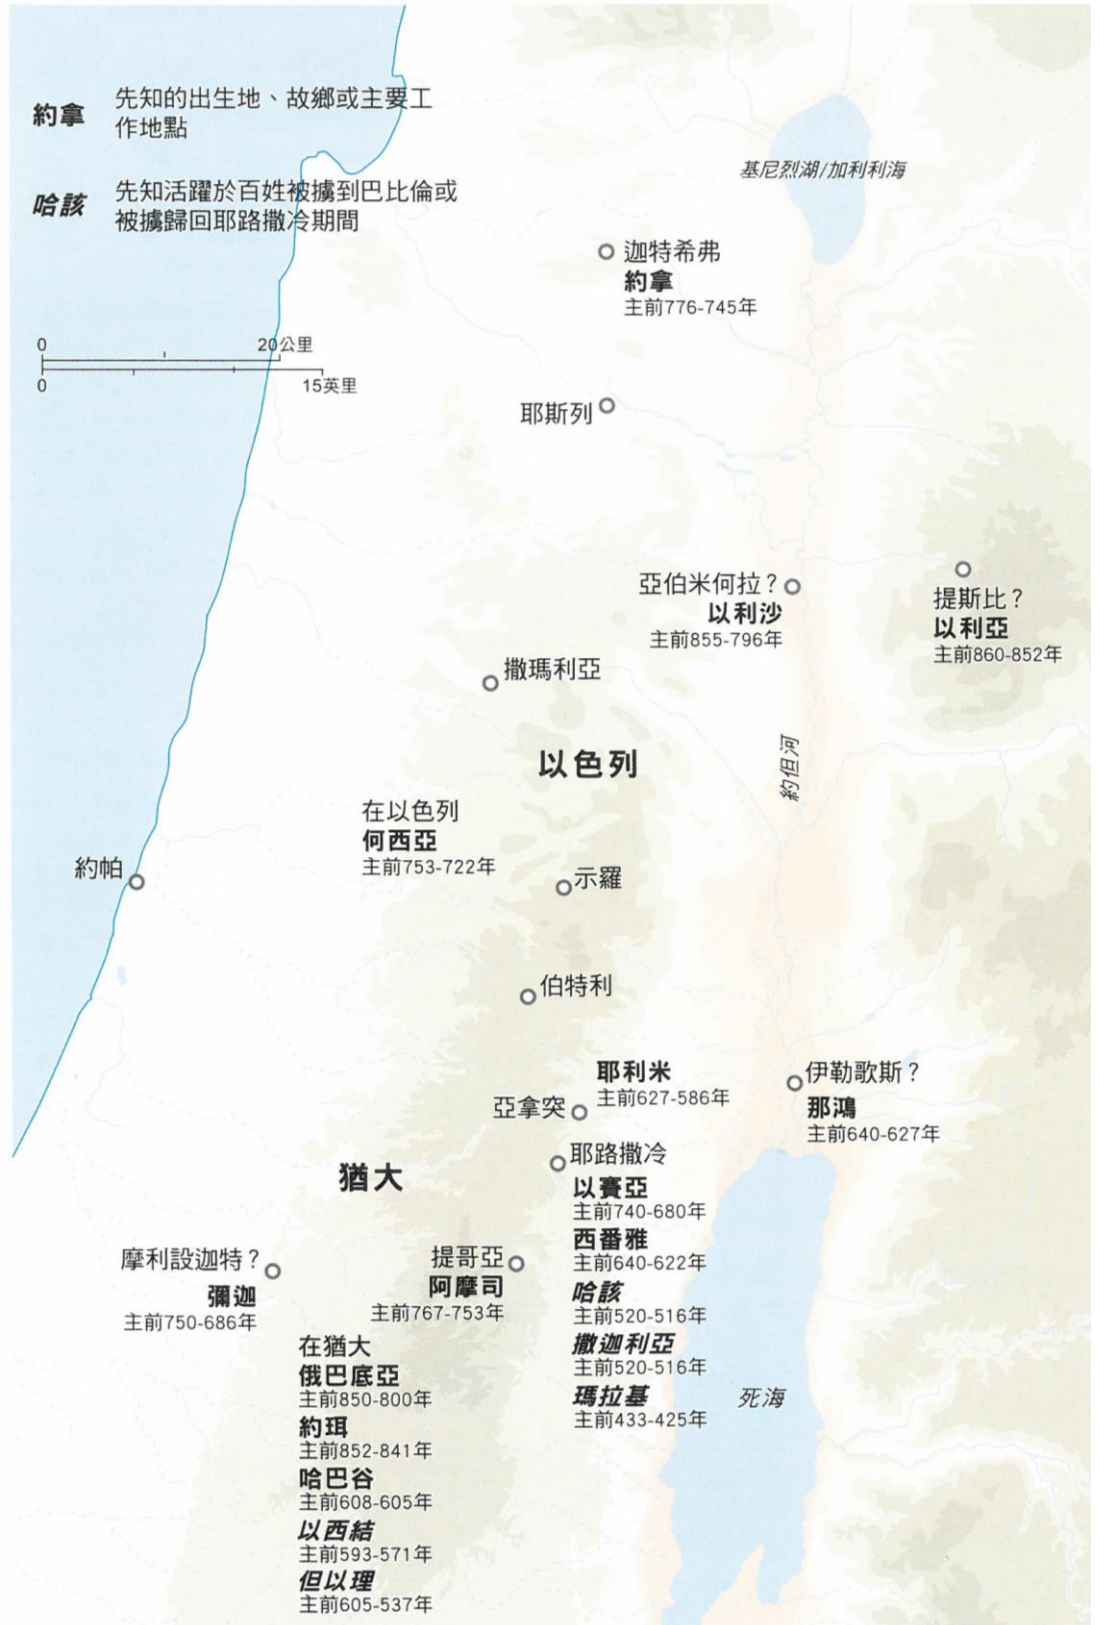 約拿
先知的出生地、故鄉或主要工
作地點
哈該
先知活躍於百姓被擄到巴比倫或
被擄歸回耶路撒冷期間
0
20公里
0
15英里
基尼烈湖/加利利海
迦特希弗
約拿
主前776-745年
耶斯列
亞伯米何拉?
以利沙
主前855-796年
提斯比?
以利亞
主前860-852年
撒瑪利亞
以色列
約但河
在以色列
何西亞
主前753-722年
約帕
示羅
伯特利
耶利米
主前627-586年
亞拿突
伊勒歌斯?
那鴻
主前640-627年
耶路撒冷
以賽亞
主前740-680年
西番雅
主前640-622年
哈該
主前520-516年
撒迦利亞
主前520-516年
瑪拉基
主前433-425年
猶大
摩利設迦特?
彌迦
主前750-686年
提哥亞
阿摩司
主前767-753年
在猶大
俄巴底亞
主前850-800年
約珥
主前852-841年
哈巴谷
主前608-605年
以西結
主前593-571年
但以理
主前605-537年
死海